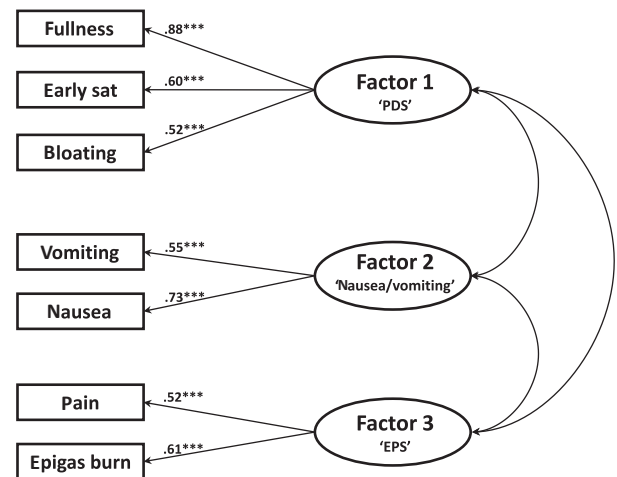 Fullness
.88***
Early sat
.60***
Bloating
.52***
Factor 1
‘PDS’
Vomiting
.55***
Nausea
.73***
Factor 2
‘Nausea/vomiting’
Pain
.52***
Epigas burn
.61***
Factor 3
‘EPS’